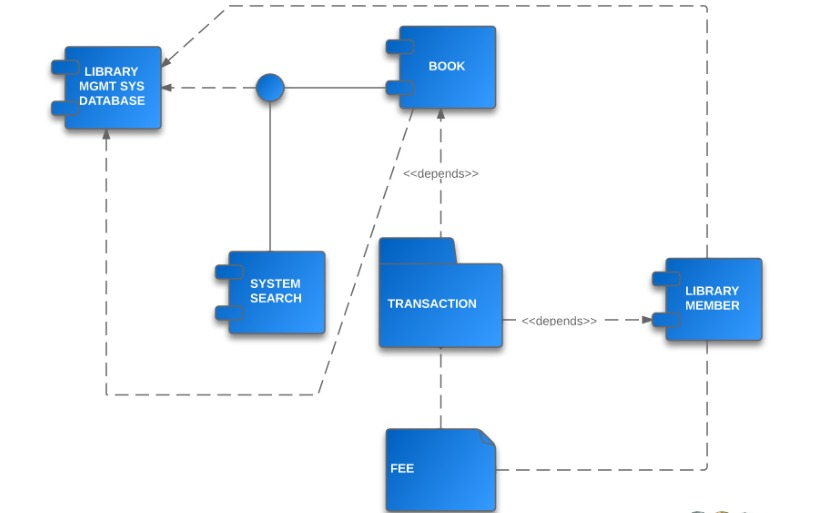 LIBRARY
MGMT SYS
DATABASE
BOOK
<<depends>>
SYSTEM
SEARCH
TRANSACTION
<<depends>>
LIBRARY
MEMBER
FEE